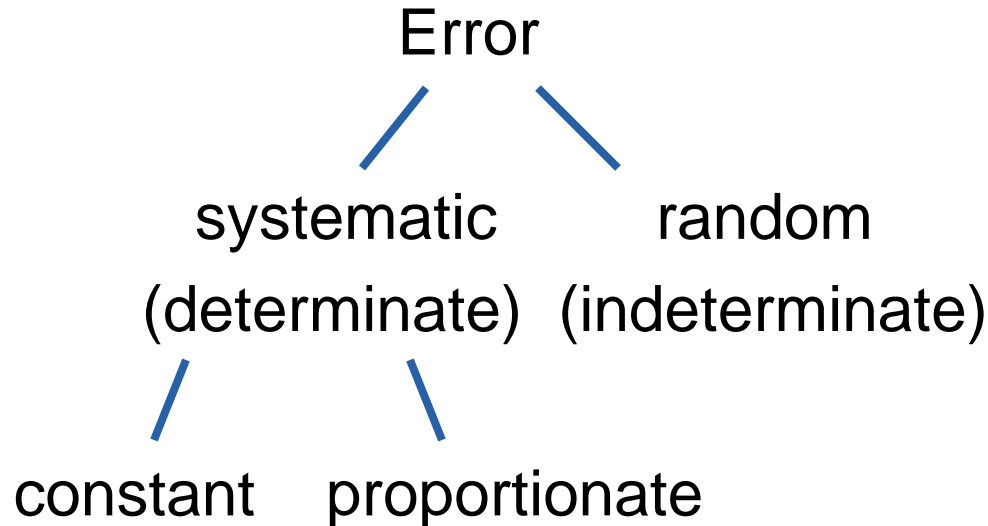 Error
systematic random
(determinate) (indeterminate)
constant proportionate